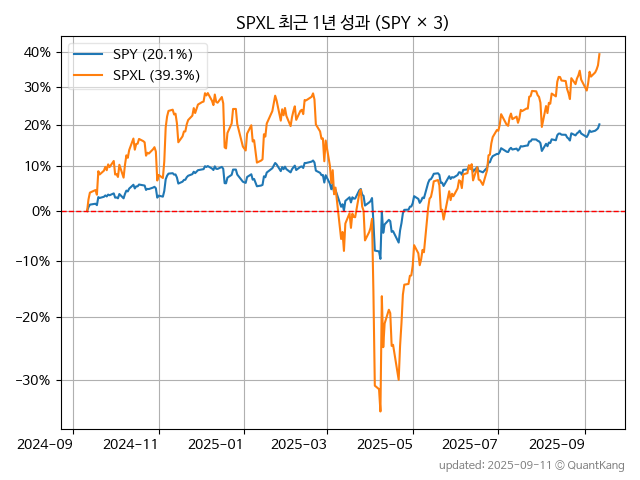 SPXL 최근 1년 성과 (SPY × 3)
SPY (20.1%)
SPXL (39.3%)
40%
30%
20%
10%
0%
−10%
−20%
−30%
2024−09 2024−11 2025−01 2025−03 2025−05 2025−07 2025−09
updated: 2025-09-11 © QuantKang